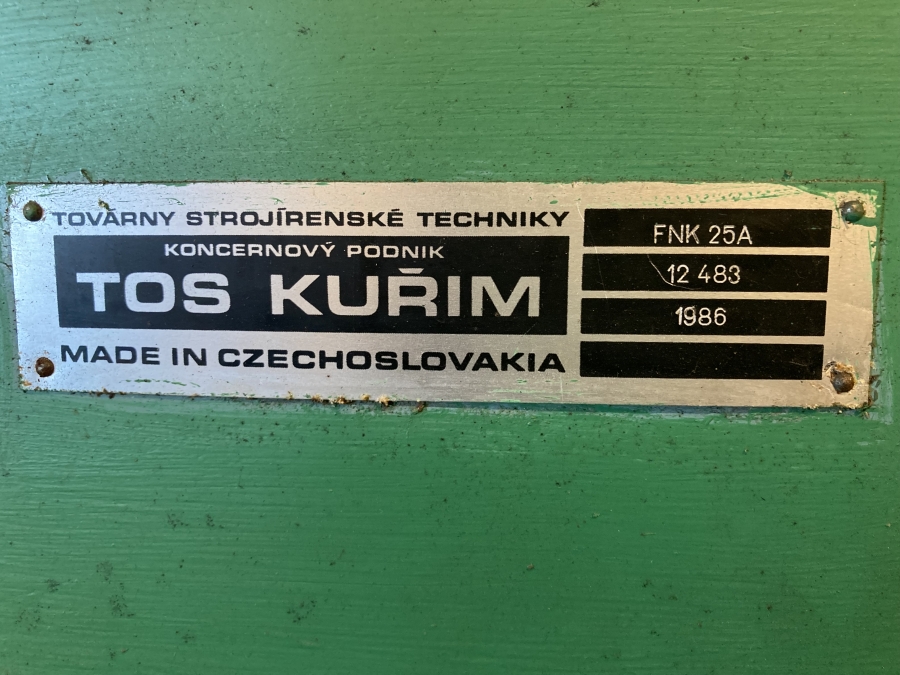 TOVÁRNY STROJÍRENSKÉ TECHNIKY
KONCERNOVÝ PODNIK
TOS KUŘIM
MADE IN CZECHOSLOVAKIA
FNK 25A
12 483
1986